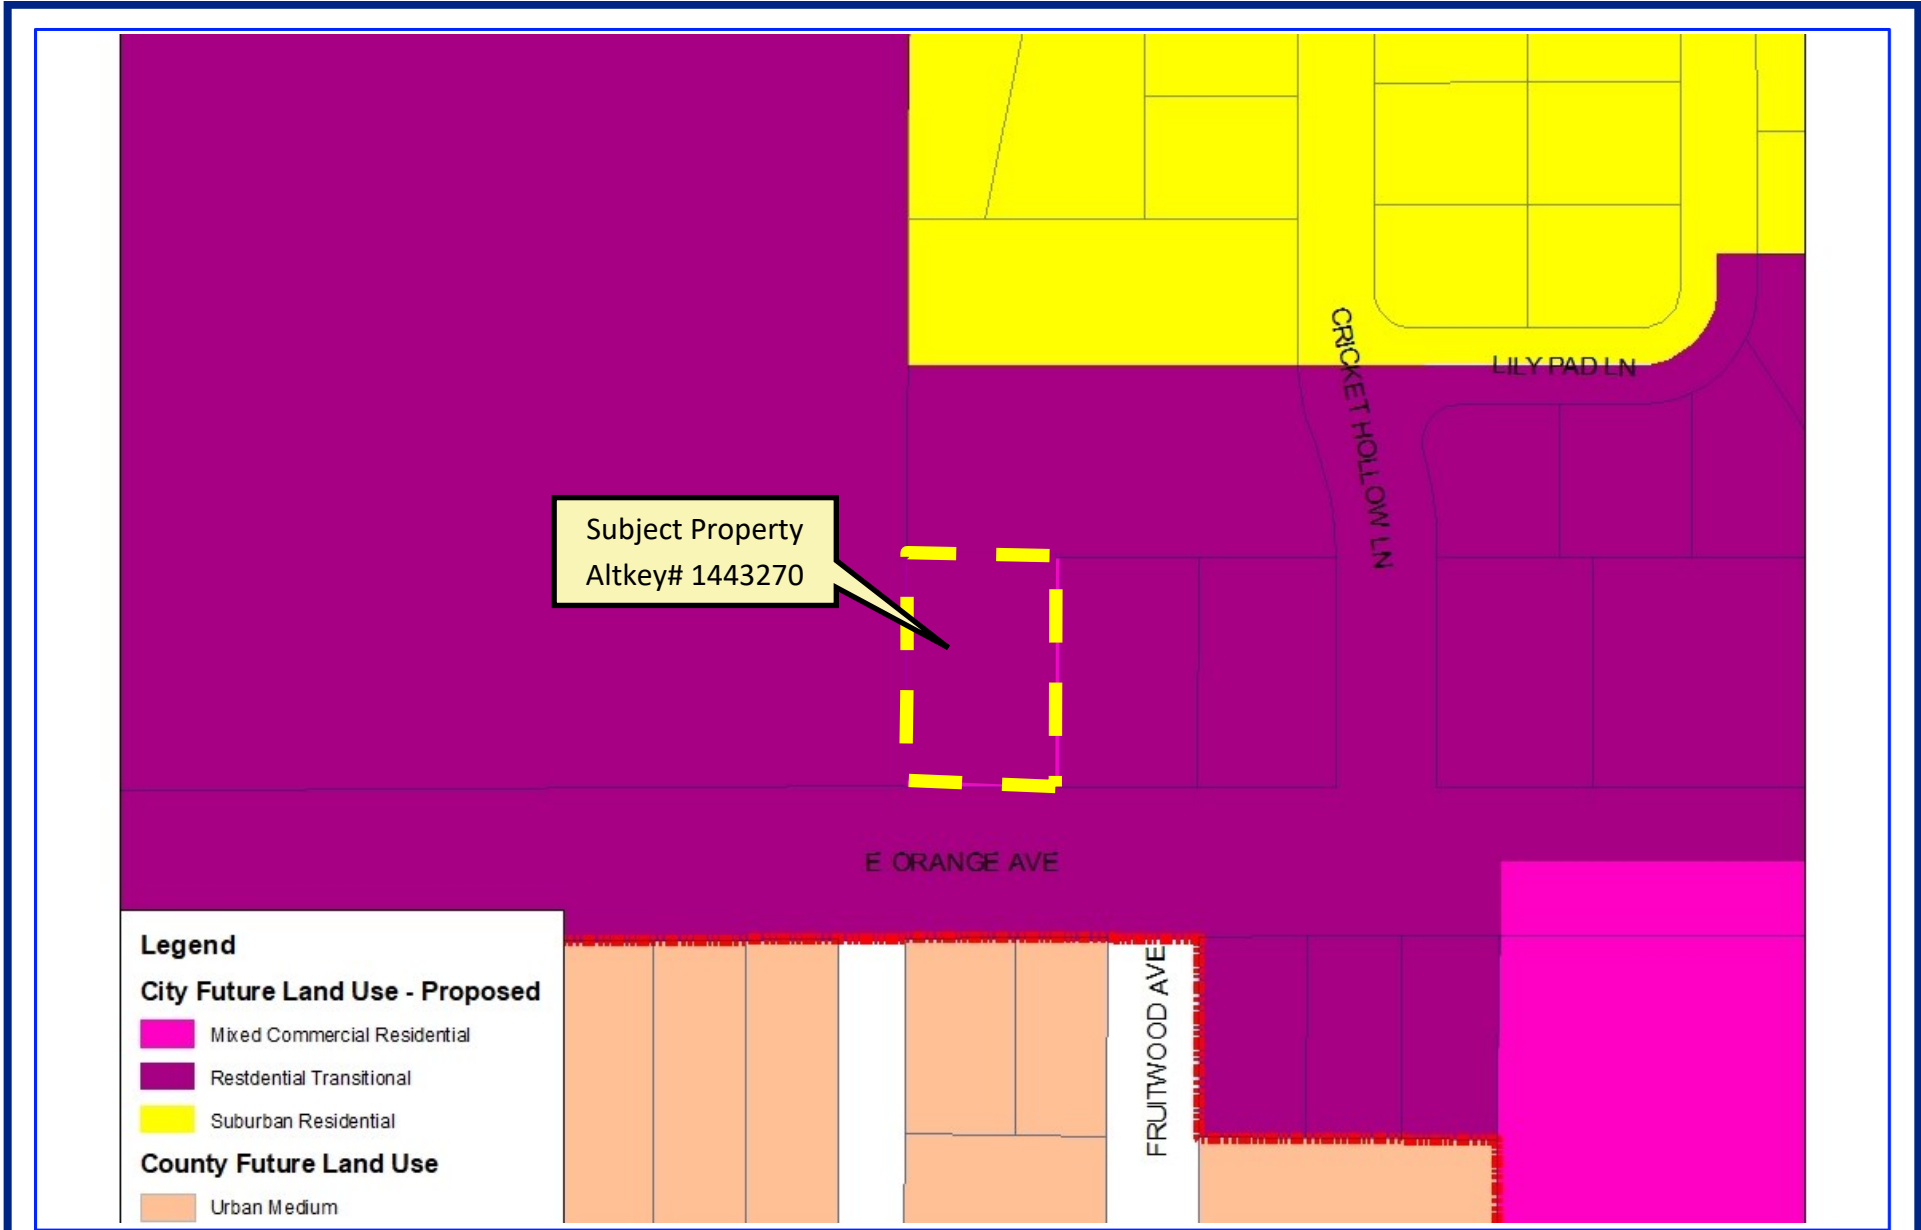 CRICKET HOLLOW LN
LILY PAD LN
Subject Property
Altkey# 1443270
E ORANGE AVE
FRUITWOOD AVE
Legend
City Future Land Use - Proposed
Mixed Commercial Residential
Restdential Transitional
Suburban Residential
County Future Land Use
Urban Medium